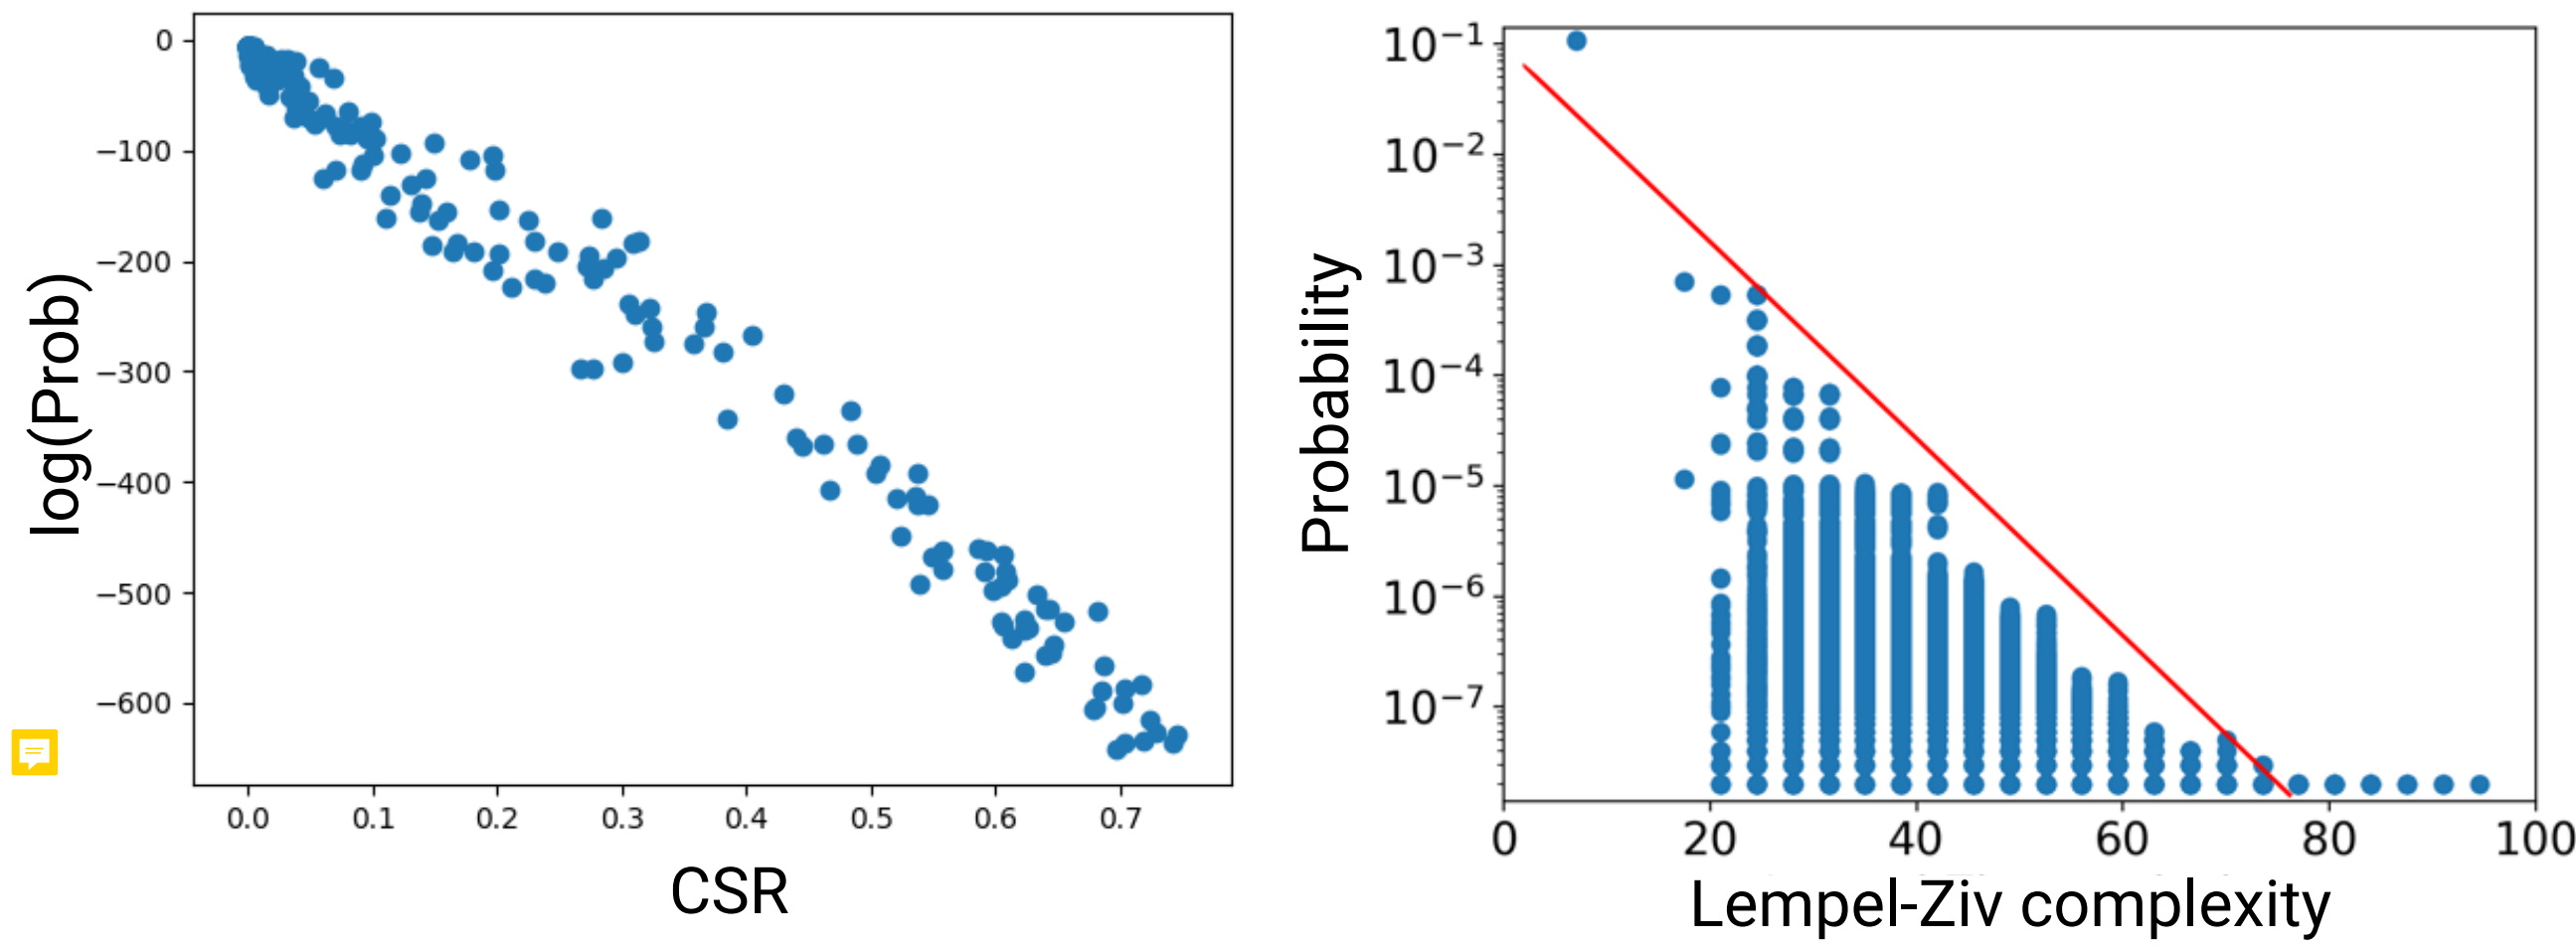 0
−100
−200
−300
−400
−500
−600
log(Prob)
0.0 0.1 0.2 0.3 0.4 0.5 0.6 0.7
CSR
10⁻¹
10⁻²
10⁻³
10⁻⁴
10⁻⁵
10⁻⁶
10⁻⁷
Probability
0 20 40 60 80 100
Lempel-Ziv complexity